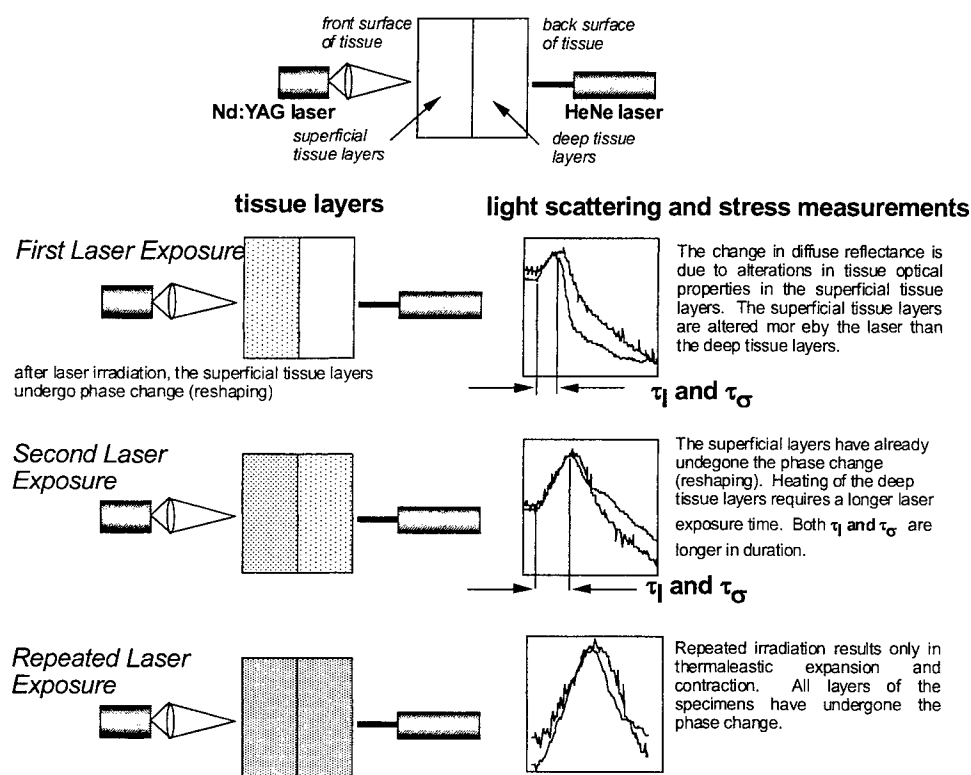 front surface
of tissue
back surface
of tissue
Nd:YAG laser
HeNe laser
superficial
tissue layers
deep tissue
layers
tissue layers
light scattering and stress measurements
First Laser Exposure
The change in diffuse reflectance is
due to alterations in tissue optical
properties in the superficial tissue
layers. The superficial tissue layers
are altered mor eby the laser than
the deep tissue layers.
after laser irradiation, the superficial tissue layers
undergo phase change (reshaping)
τI and τσ
Second Laser
Exposure
The superficial layers have already
undegone the phase change
(reshaping). Heating of the deep
tissue layers requires a longer laser
exposure time. Both τI and τσ are
longer in duration.
τI and τσ
Repeated Laser
Exposure
Repeated irradiation results only in
thermaleastic expansion and
contraction. All layers of the
specimens have undergone the
phase change.